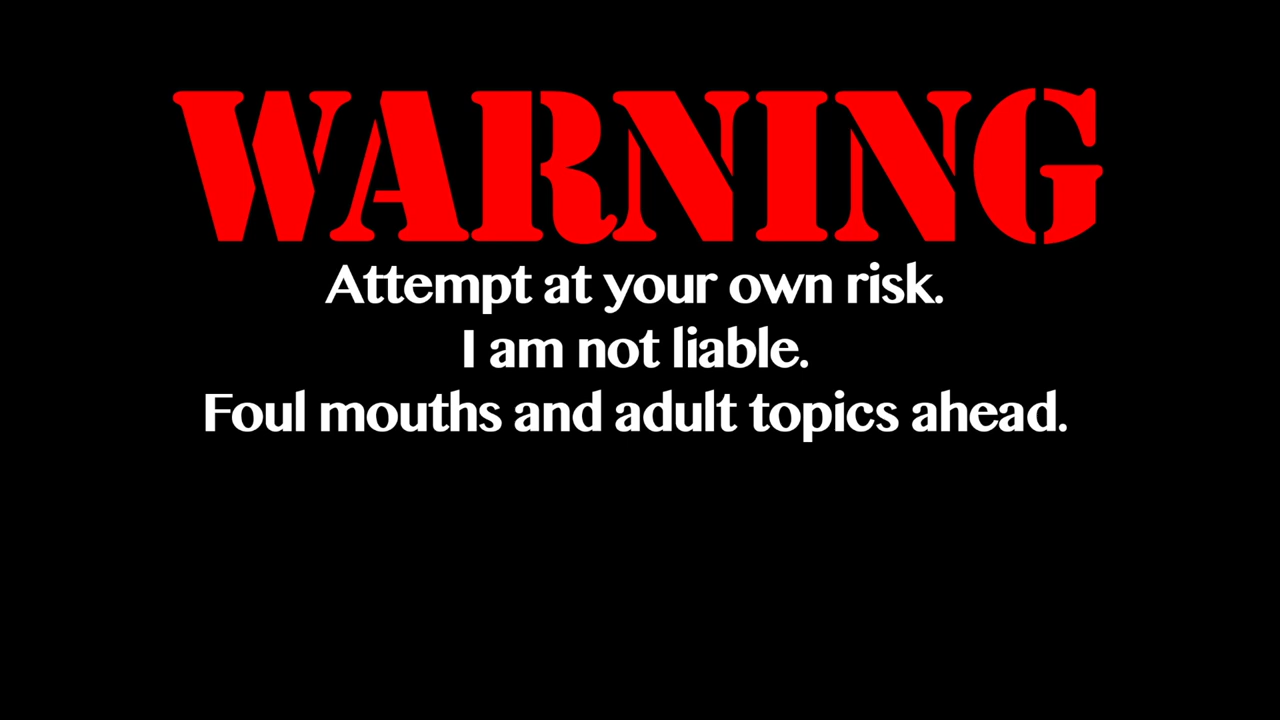 WARNING
Attempt at your own risk.
I am not liable.
Foul mouths and adult topics ahead.